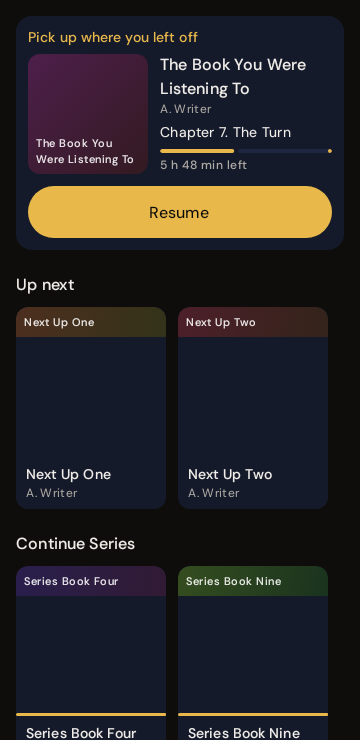 Pick up where you left off
The Book You Were
Listening To
A. Writer
Chapter 7. The Turn
5 h 48 min left
The Book You
Were Listening To
Resume
Up next
Next Up One
Next Up Two
Next Up One
A. Writer
Next Up Two
A. Writer
Continue Series
Series Book Four
Series Book Nine
Series Book Four
Series Book Nine